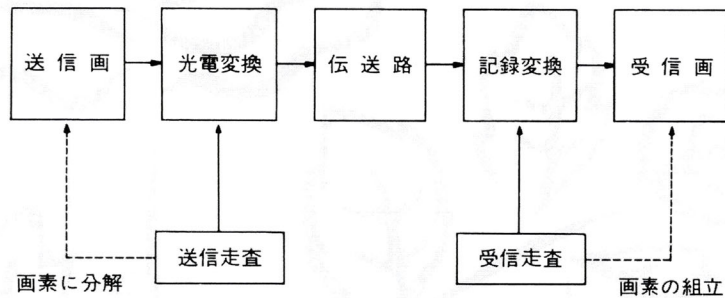 送信画
光電変換
伝送路
記録変換
受信画
送信走査
受信走査
画素に分解
画素の組立